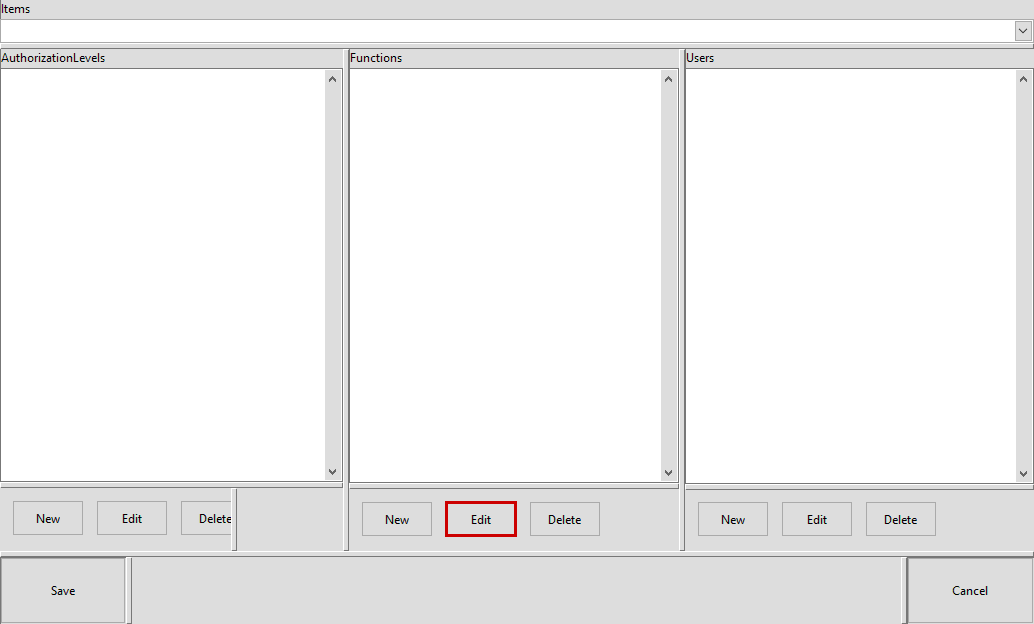 Items
AuthorizationLevels
Functions
Users
New
Edit
Delete
New
Edit
Delete
New
Edit
Delete
Save
Cancel